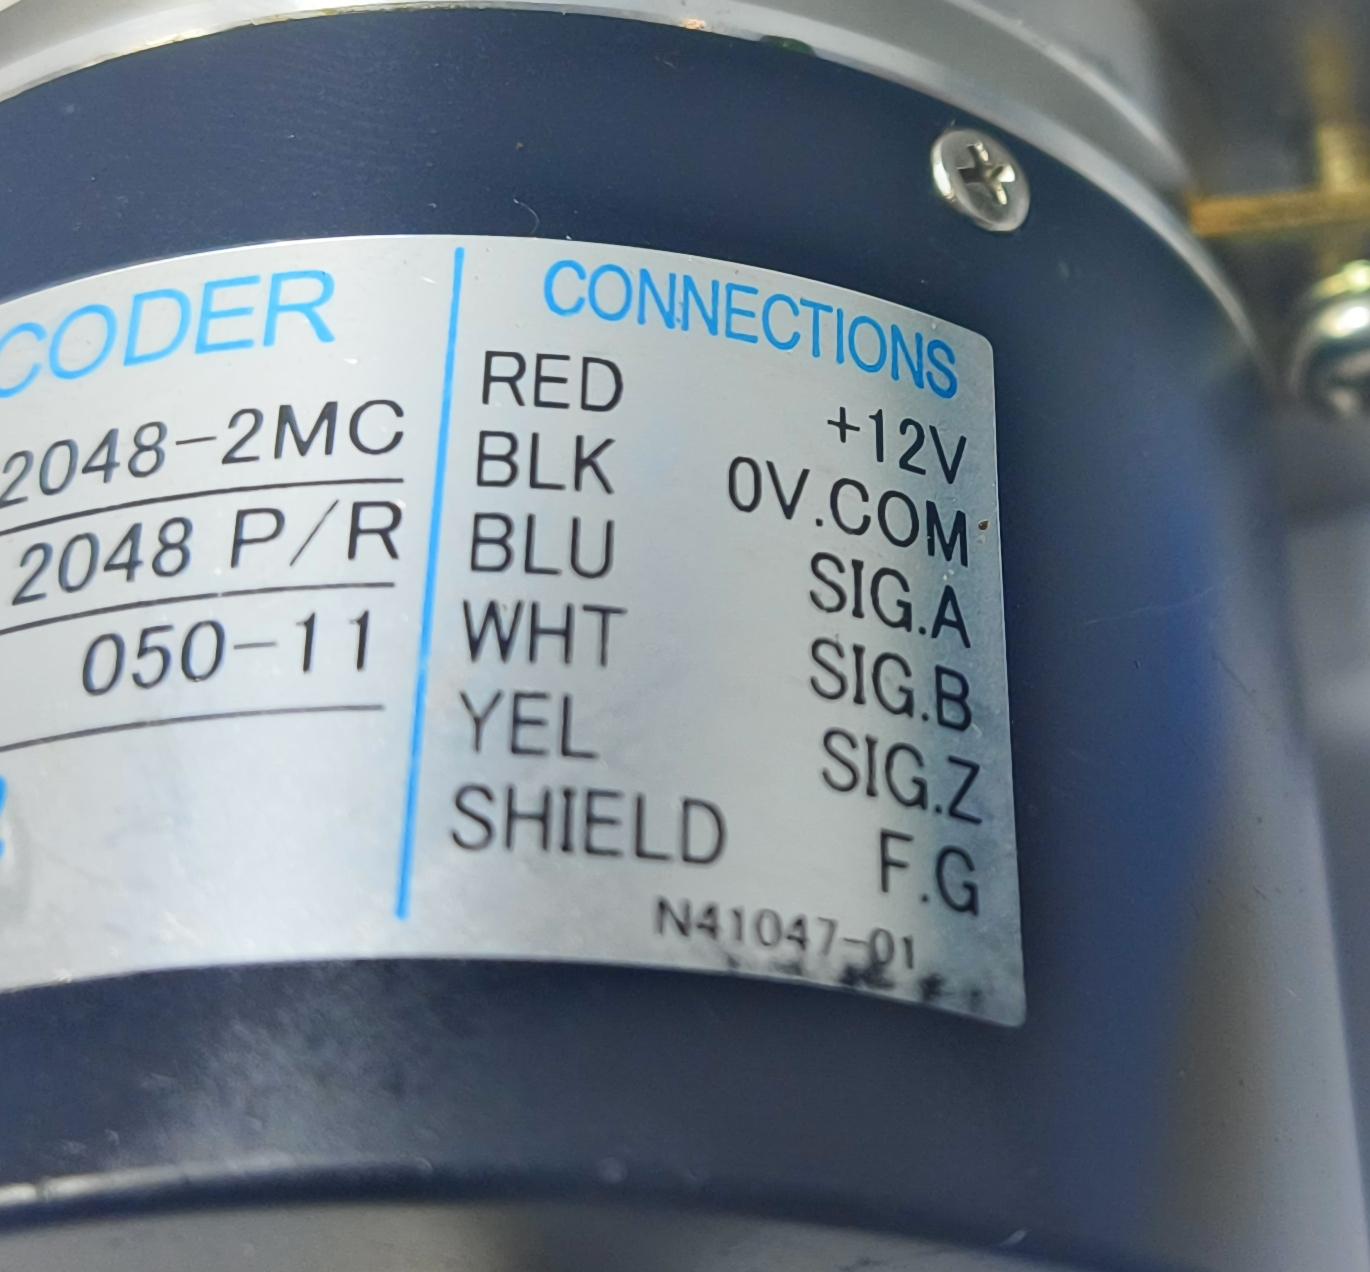 CODER
2048-2MC
2048 P/R
050-11
CONNECTIONS
RED +12V
BLK 0V.COM
BLU SIG.A
WHT SIG.B
YEL SIG.Z
SHIELD F.G
N41047-01